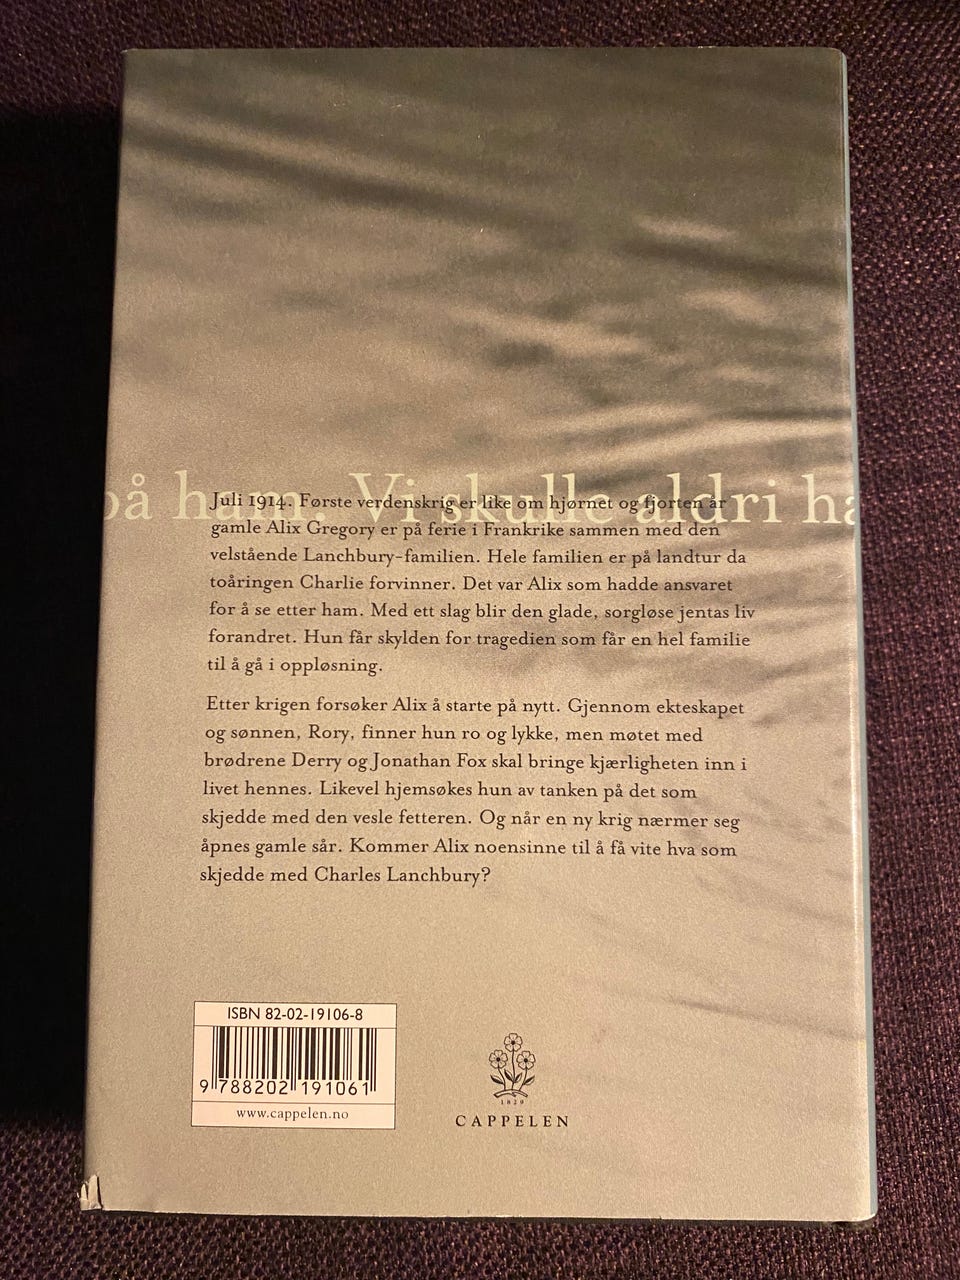 på ham. Vi skulle aldri ha
Juli 1914. Første verdenskrig er like om hjørnet og fjorten år
gamle Alix Gregory er på ferie i Frankrike sammen med den
velstående Lanchbury-familien. Hele familien er på landtur da
toåringen Charlie forvinner. Det var Alix som hadde ansvaret
for å se etter ham. Med ett slag blir den glade, sorgløse jentas liv
forandret. Hun får skylden for tragedien som får en hel familie
til å gå i oppløsning.
Etter krigen forsøker Alix å starte på nytt. Gjennom ekteskapet
og sønnen, Rory, finner hun ro og lykke, men møtet med
brødrene Derry og Jonathan Fox skal bringe kjærligheten inn i
livet hennes. Likevel hjemsøkes hun av tanken på det som
skjedde med den vesle fetteren. Og når en ny krig nærmer seg
åpnes gamle sår. Kommer Alix noensinne til å få vite hva som
skjedde med Charles Lanchbury?
ISBN 82-02-19106-8
9 788202 191061
www.cappelen.no
1829
CAPPELEN